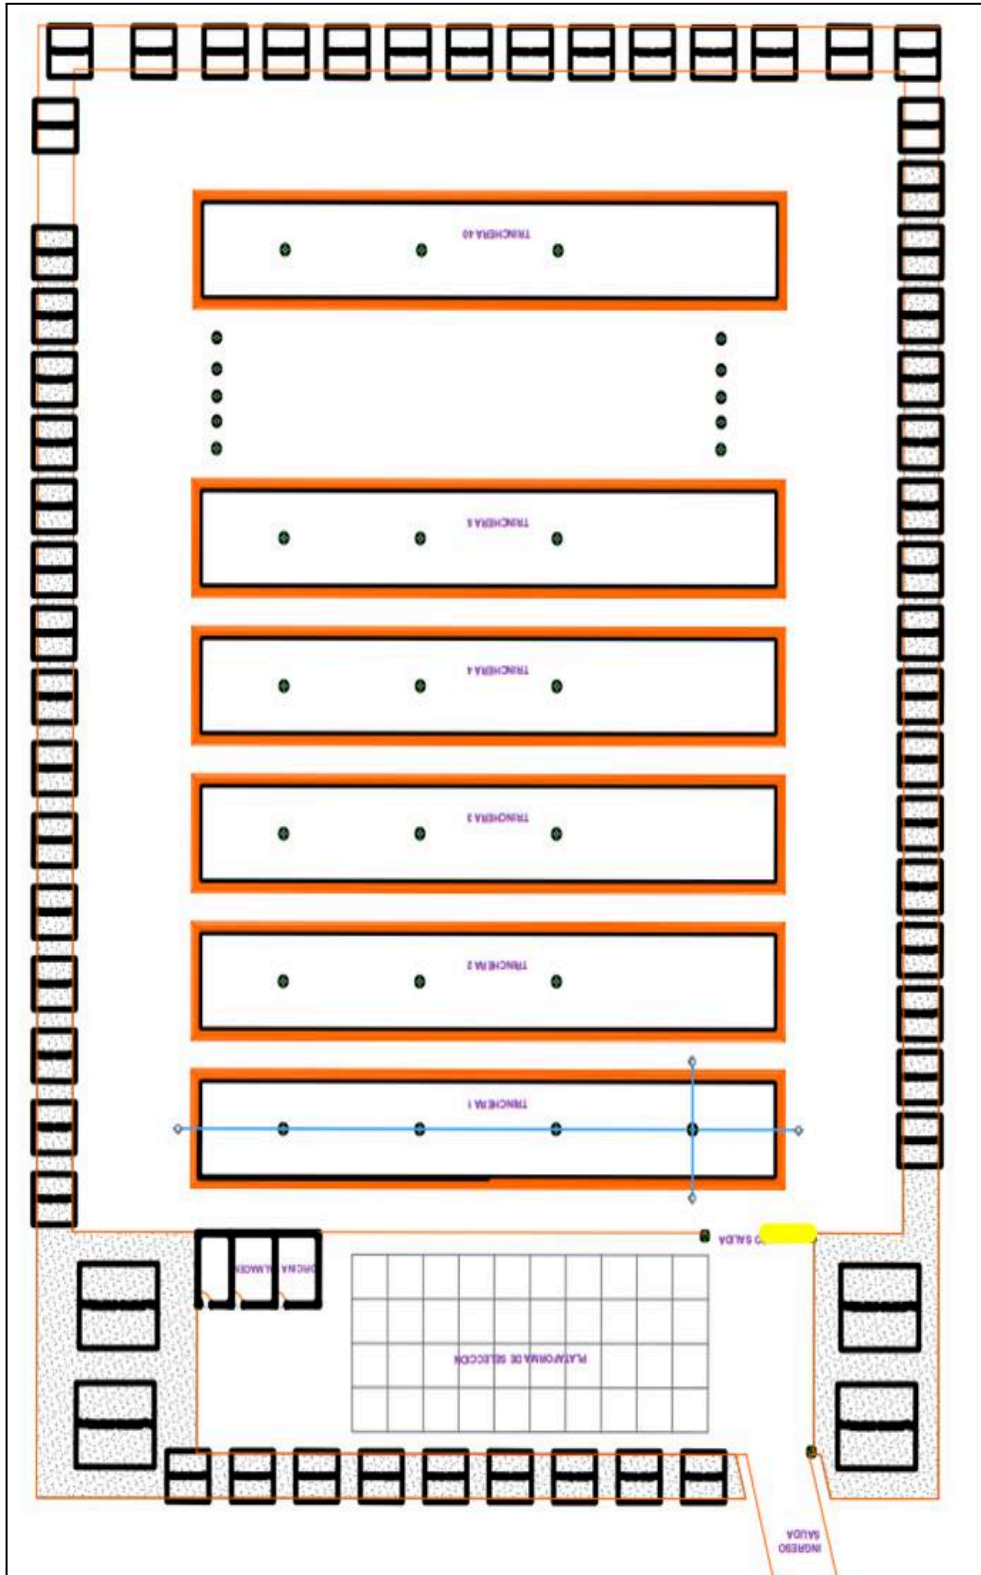 TRINCHERA 40
TRINCHERA 5
TRINCHERA 4
TRINCHERA 3
TRINCHERA 2
TRINCHERA 1
O SALIDA
OFICINA
ALMACEN
PLATAFORMA DE SELECCION
INGRESO
SALIDA